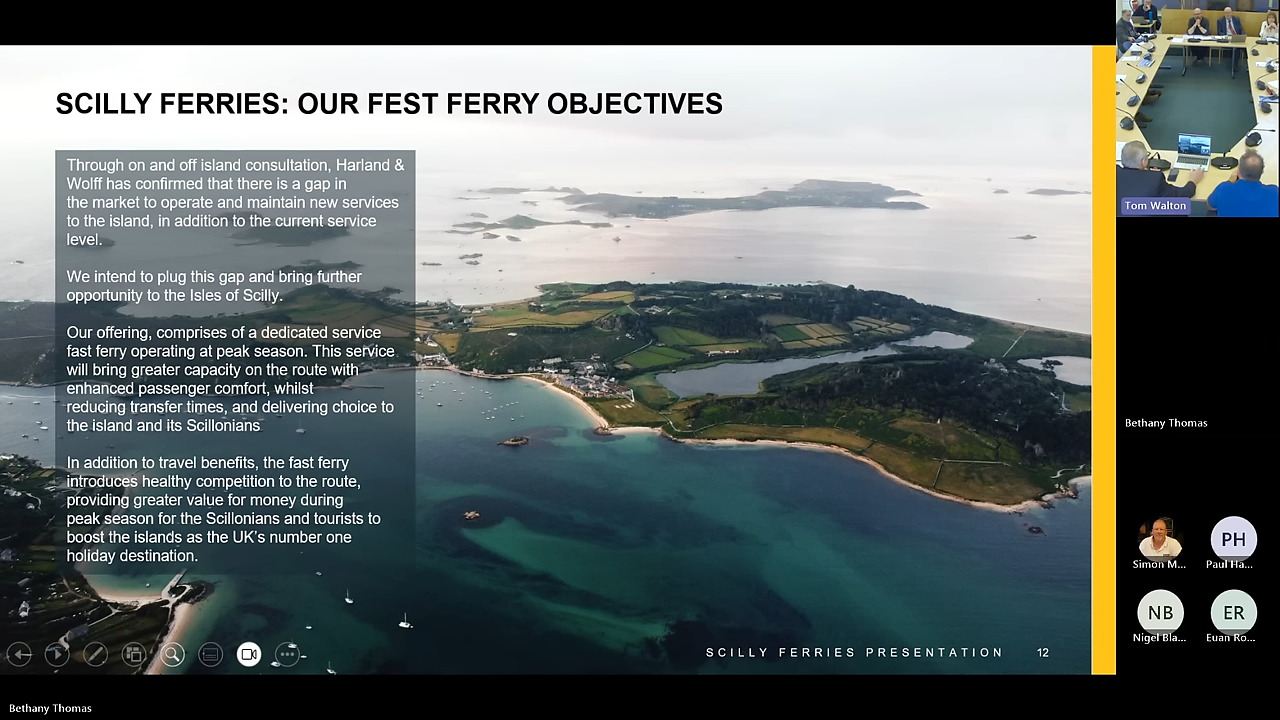 SCILLY FERRIES: OUR FEST FERRY OBJECTIVES
Through on and off island consultation, Harland &
Wolff has confirmed that there is a gap in
the market to operate and maintain new services
to the island, in addition to the current service
level.
We intend to plug this gap and bring further
opportunity to the Isles of Scilly.
Our offering, comprises of a dedicated service
fast ferry operating at peak season. This service
will bring greater capacity on the route with
enhanced passenger comfort, whilst
reducing transfer times, and delivering choice to
the island and its Scillonians
In addition to travel benefits, the fast ferry
introduces healthy competition to the route,
providing greater value for money during
peak season for the Scillonians and tourists to
boost the islands as the UK's number one
holiday destination.
SCILLY FERRIES PRESENTATION 12
Tom Walton
Bethany Thomas
PH
Simon M... Paul Ha...
NB ER
Nigel Bla... Euan Ro...
Bethany Thomas